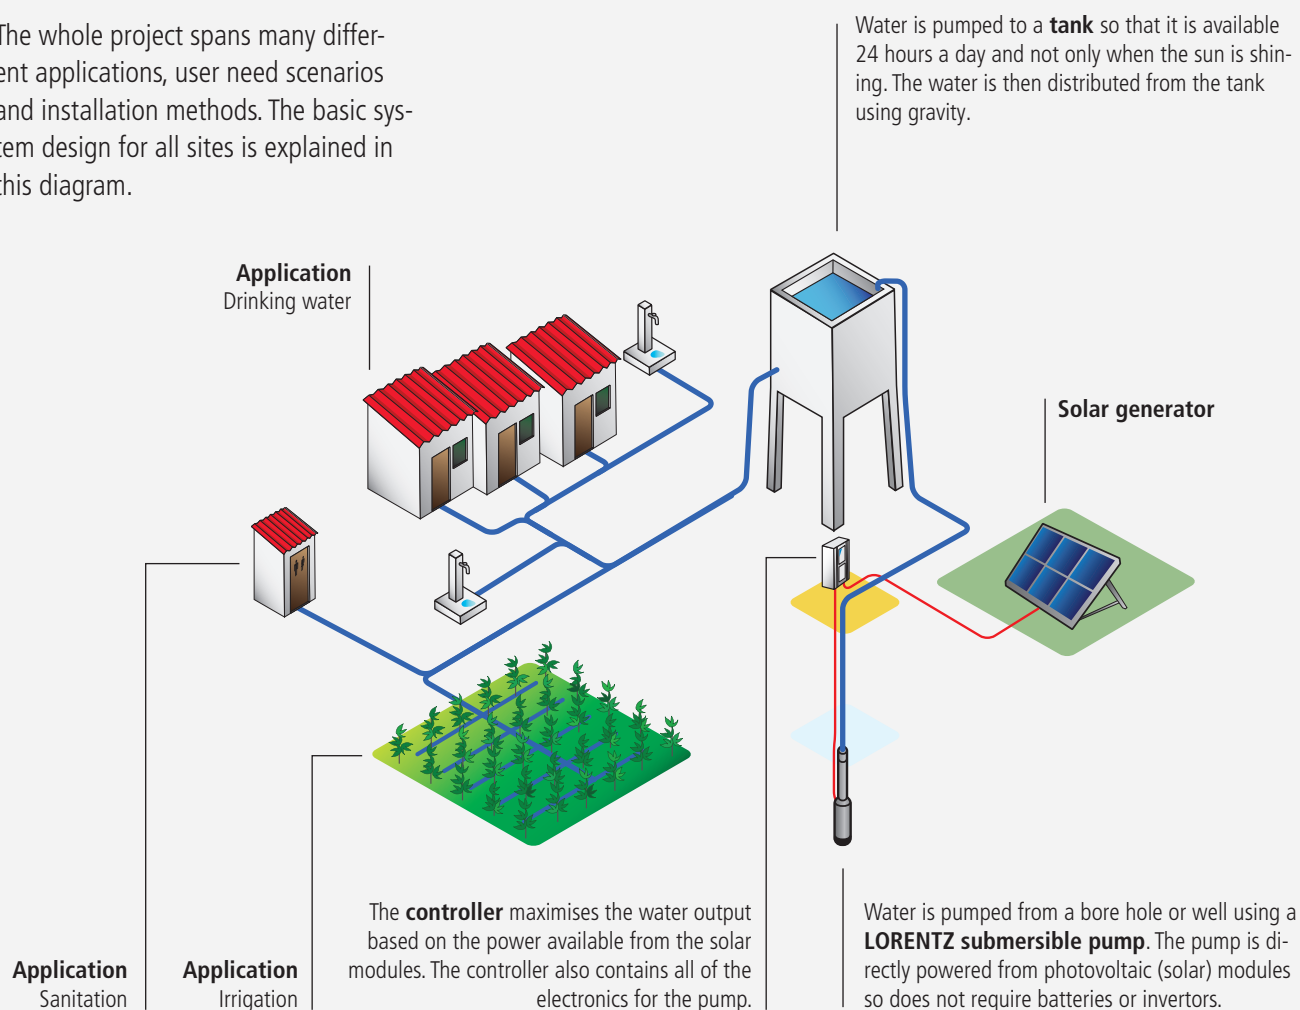 The whole project spans many differ-
ent applications, user need scenarios
and installation methods. The basic sys-
tem design for all sites is explained in
this diagram.
Water is pumped to a tank so that it is available
24 hours a day and not only when the sun is shin-
ing. The water is then distributed from the tank
using gravity.
Application
Drinking water
Solar generator
Application
Sanitation
Application
Irrigation
The controller maximises the water output
based on the power available from the solar
modules. The controller also contains all of the
electronics for the pump.
Water is pumped from a bore hole or well using a
LORENTZ submersible pump. The pump is di-
rectly powered from photovoltaic (solar) modules
so does not require batteries or invertors.